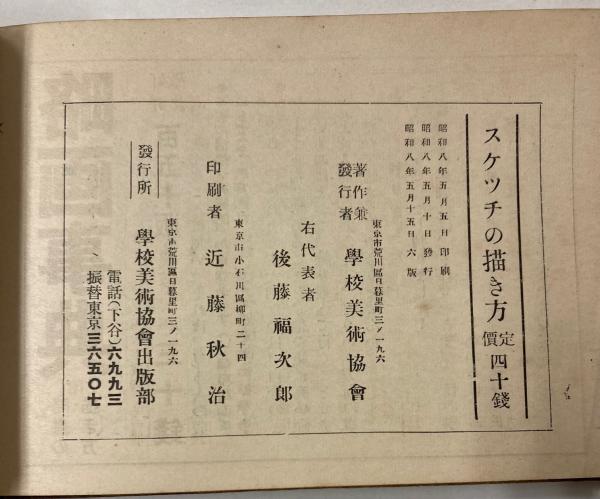 スケッチの描き方 定價四十錢
昭和八年五月五日印刷
昭和八年五月十日發行
昭和八年五月十五日六版
東京市荒川區日暮里町三ノ一九六
著作兼發行者 學校美術協會
右代表者 後藤福次郎
東京市小石川區柳町二十四
印刷者 近藤秋治
東京市荒川區日暮里町三ノ一九六
發行所 學校美術協會出版部
電話(下谷)六九九三
振替東京三六五〇七